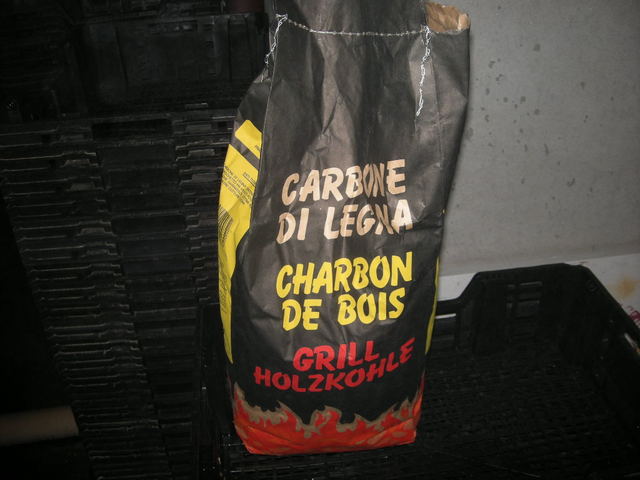 CARBONE
DI LEGNA
CHARBON
DE BOIS
GRILL
HOLZKOHLE